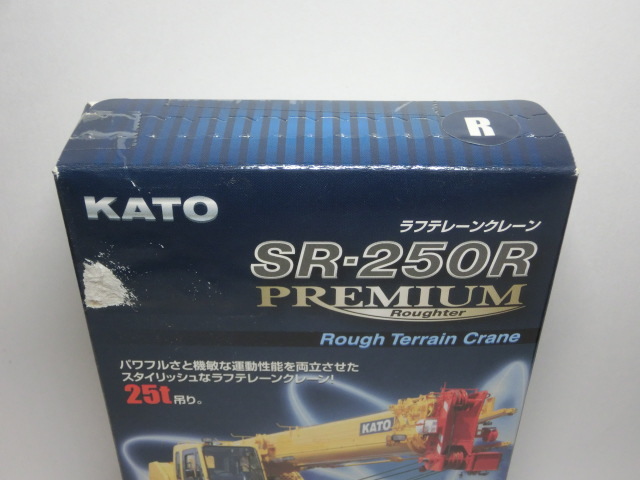 R
KATO
ラフテレーンクレーン
SR-250R
PREMIUM
Roughter
Rough Terrain Crane
パワフルさと機敏な運動性能を両立させた
スタイリッシュなラフテレーンクレーン!
25t吊り。
KATO